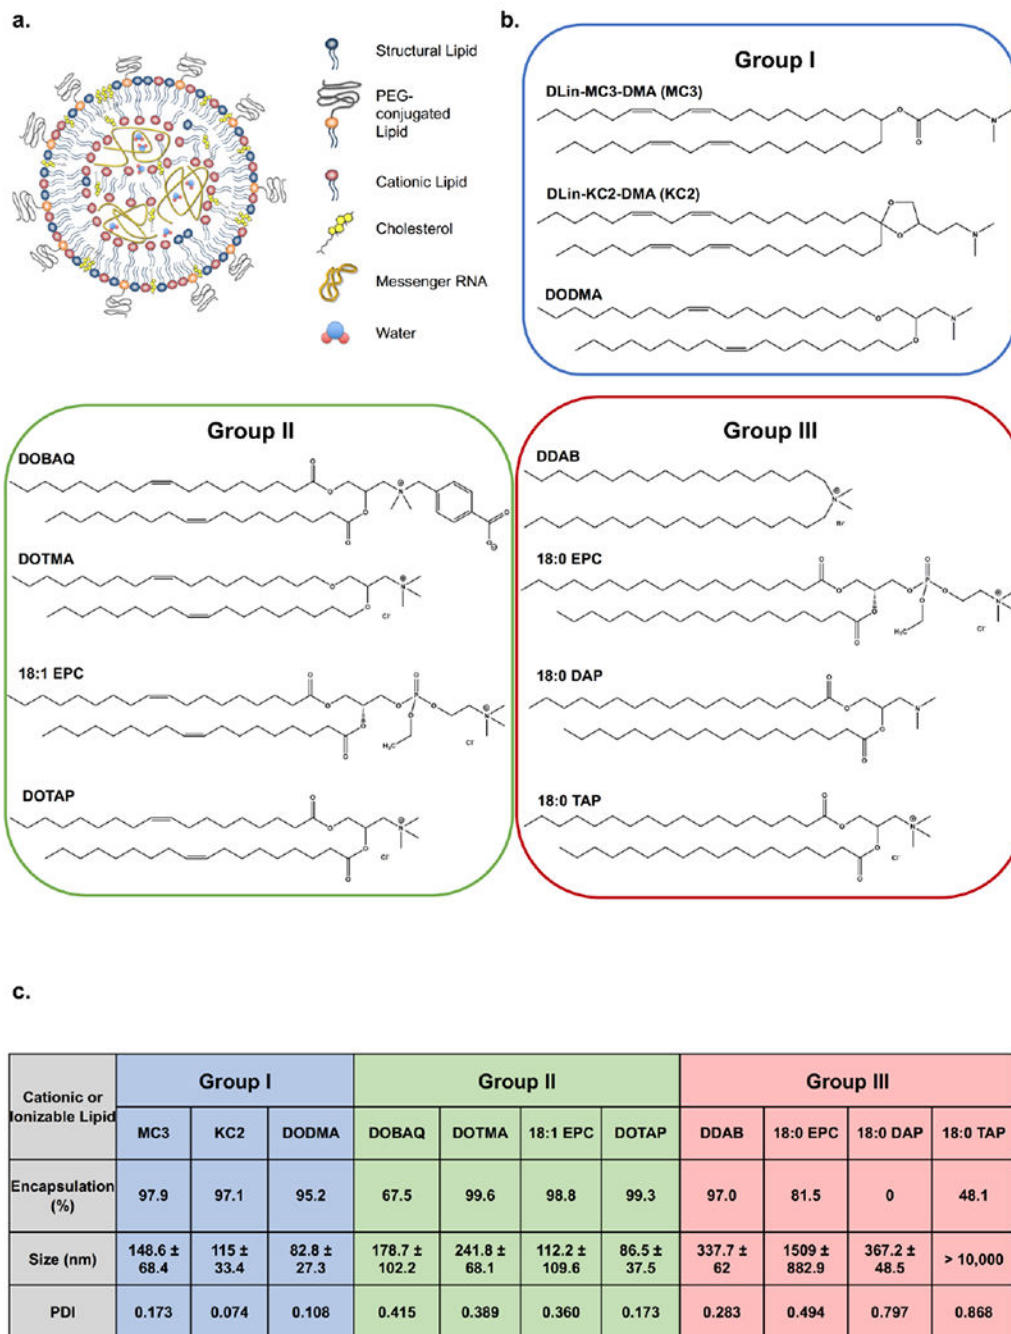 a.
Structural Lipid
PEG-
conjugated
Lipid
Cationic Lipid
Cholesterol
Messenger RNA
Water
b.
Group I
DLin-MC3-DMA (MC3)
O
O
N
DLin-KC2-DMA (KC2)
O
O
N
DODMA
O
O
N
Group II
DOBAQ
O
O
O
O
N
⊕
O
O
⊖
DOTMA
O
O
N
⊕
Cl⁻
18:1 EPC
O
O
O
O
O
O
P
O
O
H₃C
N
⊕
Cl⁻
DOTAP
O
O
O
O
N
⊕
Cl⁻
Group III
DDAB
N
⊕
Br⁻
18:0 EPC
O
O
O
O
O
O
P
O
O
H₃C
N
⊕
Cl⁻
18:0 DAP
O
O
O
O
N
18:0 TAP
O
O
O
O
N
⊕
Cl⁻
c.
Cationic or
Ionizable Lipid
Group I
Group II
Group III
MC3 KC2 DODMA DOBAQ DOTMA 18:1 EPC DOTAP DDAB 18:0 EPC 18:0 DAP 18:0 TAP
Encapsulation
(%)
97.9 97.1 95.2 67.5 99.6 98.8 99.3 97.0 81.5 0 48.1
Size (nm)
148.6 ±
68.4
115 ±
33.4
82.8 ±
27.3
178.7 ±
102.2
241.8 ±
68.1
112.2 ±
109.6
86.5 ±
37.5
337.7 ±
62
1509 ±
882.9
367.2 ±
48.5
> 10,000
PDI 0.173 0.074 0.108 0.415 0.389 0.360 0.173 0.283 0.494 0.797 0.868